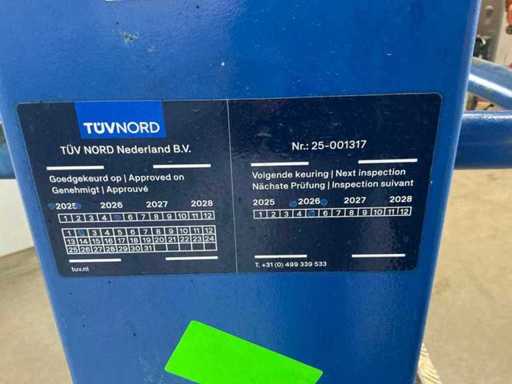 TÜVNORD
TÜV NORD Nederland B.V.
Goedgekeurd op | Approved on
Genehmigt | Approuvé
2025 2026 2027 2028
1 2 3 4 6 7 8 9 10 11 12
1 3 4 5 6 7 8 9 10 11 12
13 14 15 16 17 18 19 20 21 22 23 24
25 26 27 28 29 30 31
tuv.nl
Nr.: 25-001317
Volgende keuring | Next inspection
Nächste Prüfung | Inspection suivant
2025 2026 2027 2028
1 2 3 4 6 7 8 9 10 11 12
T. +31 (0) 499 339 533